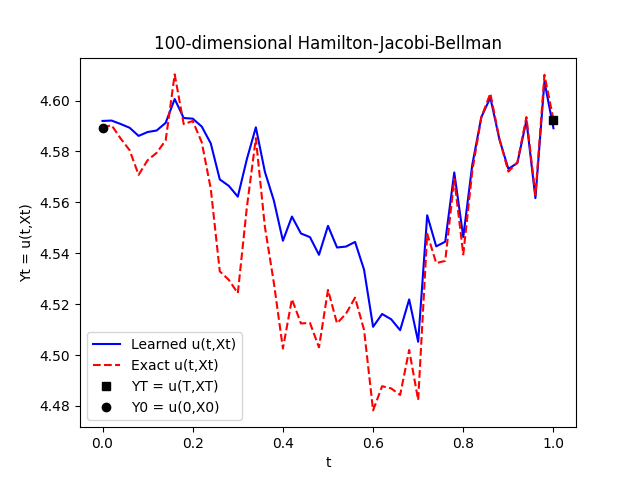 100-dimensional Hamilton-Jacobi-Bellman
Yt = u(t,Xt)
4.60
4.58
4.56
4.54
4.52
4.50
4.48
Learned u(t,Xt)
Exact u(t,Xt)
YT = u(T,XT)
Y0 = u(0,X0)
0.0 0.2 0.4 0.6 0.8 1.0
t